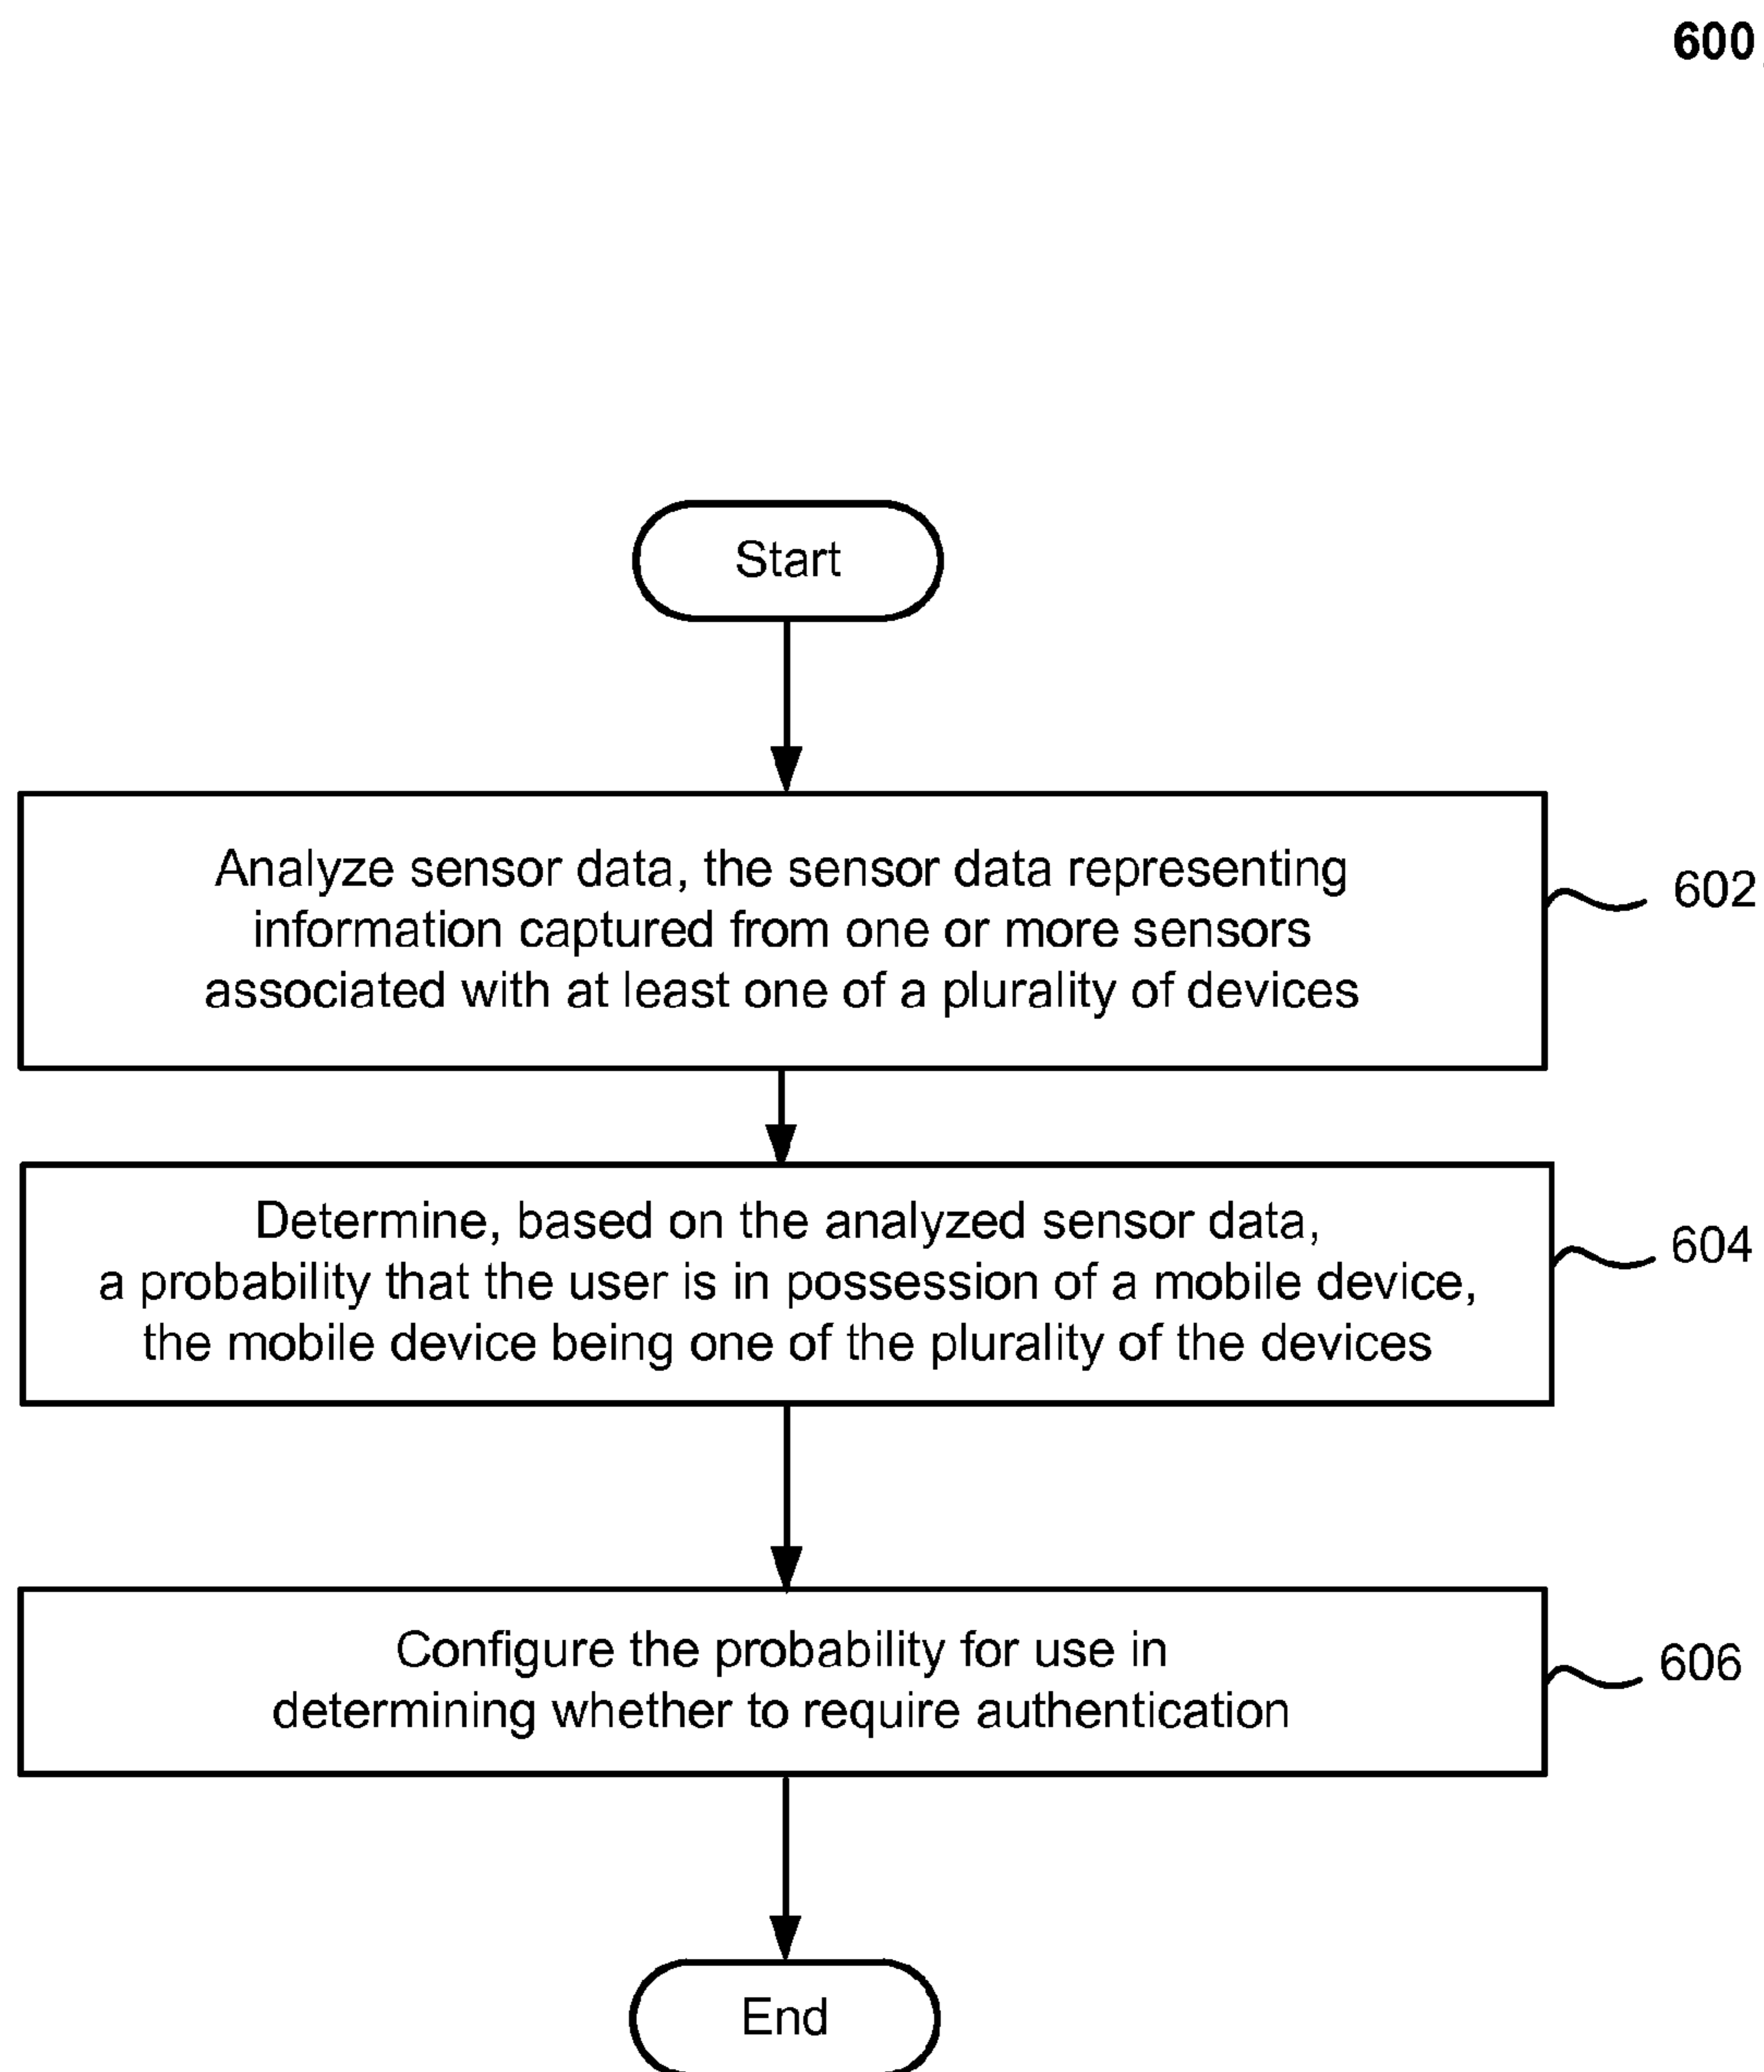 600
Start
Analyze sensor data, the sensor data representing
information captured from one or more sensors
associated with at least one of a plurality of devices
602
Determine, based on the analyzed sensor data,
a probability that the user is in possession of a mobile device,
the mobile device being one of the plurality of the devices
604
Configure the probability for use in
determining whether to require authentication
606
End